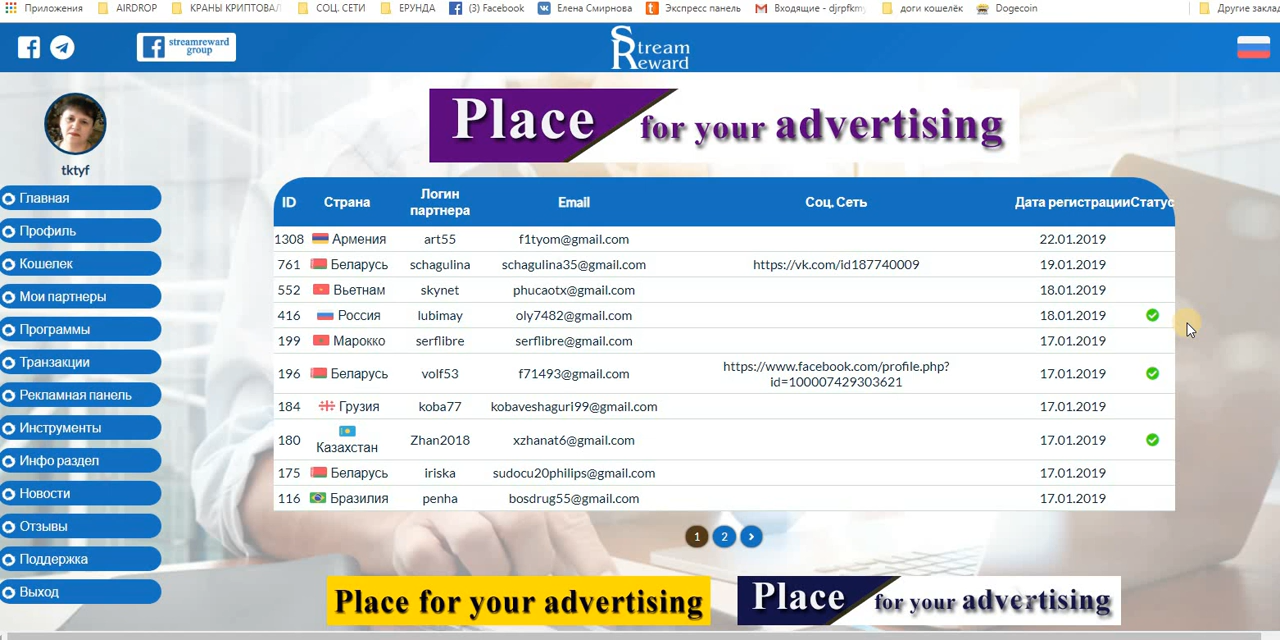 Приложения AIRDROP КРАНЫ КРИПТОВАЛ СОЦ. СЕТИ ЕРУНДА (3) Facebook Елена Смирнова Экспресс панель Входящие - djrpfkmy доги кошелёк Dogecoin Другие заклад
streamreward
group
Stream
Reward
Place for your advertising
tktyf
Главная
Профиль
Кошелек
Мои партнеры
Программы
Транзакции
Рекламная панель
Инструменты
Инфо раздел
Новости
Отзывы
Поддержка
Выход
ID Страна Логин партнера Email Соц. Сеть Дата регистрации Статус
1308 Армения art55 f1tyom@gmail.com 22.01.2019
761 Беларусь schagulina schagulina35@gmail.com https://vk.com/id187740009 19.01.2019
552 Вьетнам skynet phucaotx@gmail.com 18.01.2019
416 Россия lubimay oly7482@gmail.com 18.01.2019
199 Марокко serflibre serflibre@gmail.com 17.01.2019
196 Беларусь volf53 f71493@gmail.com https://www.facebook.com/profile.php?
id=100007429303621 17.01.2019
184 Грузия koba77 kobaveshaguri99@gmail.com 17.01.2019
180 Казахстан Zhan2018 xzhanat6@gmail.com 17.01.2019
175 Беларусь iriska sudocu20philips@gmail.com 17.01.2019
116 Бразилия penha bosdrug55@gmail.com 17.01.2019
1 2
Place for your advertising
Place for your advertising